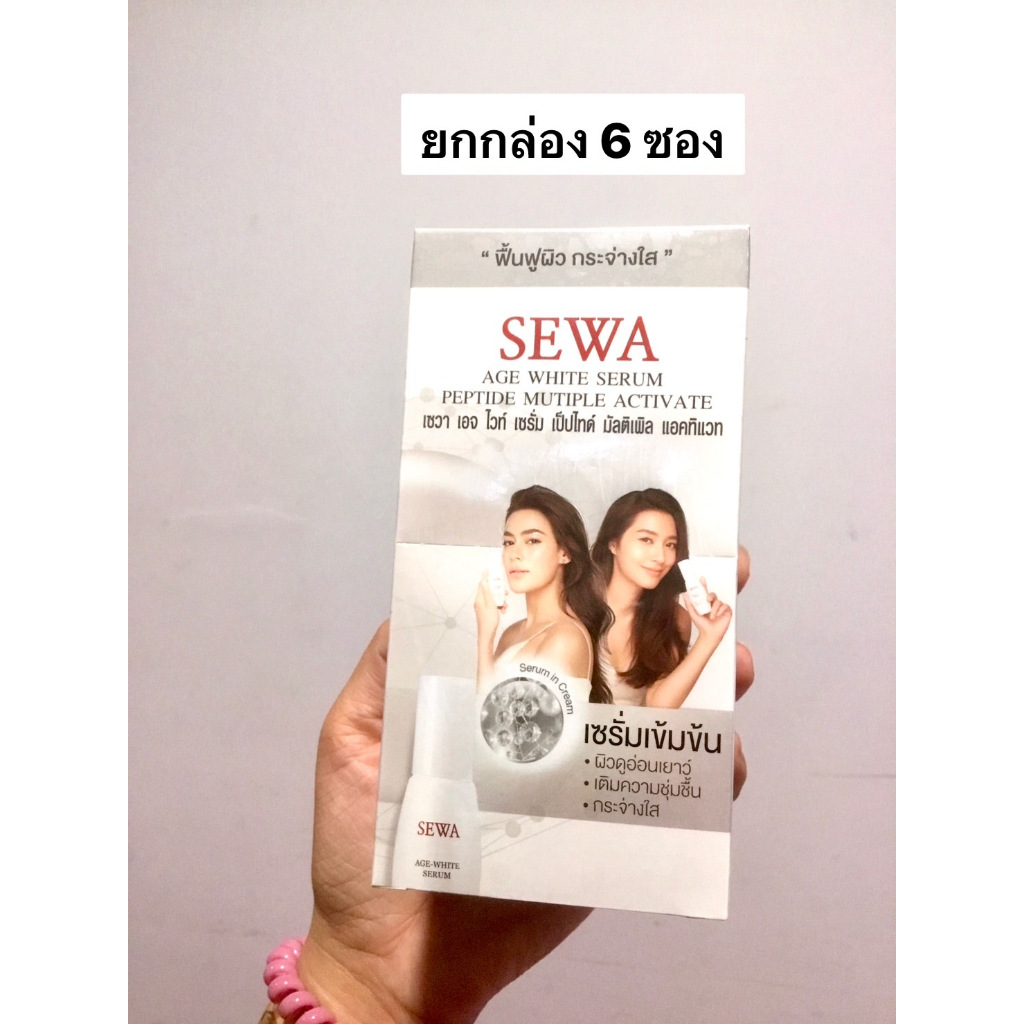 ยกกล่อง 6 ซอง
“ ฟื้นฟูผิว กระจ่างใส ”
SEWA
AGE WHITE SERUM
PEPTIDE MUTIPLE ACTIVATE
เซวา เอจ ไวท์ เซรั่ม เป็ปไทด์ มัลติเพิล แอคทิแวท
Serum in Cream
เซรั่มเข้มข้น
• ผิวดูอ่อนเยาว์
• เติมความชุ่มชื้น
• กระจ่างใส
SEWA
AGE-WHITE
SERUM